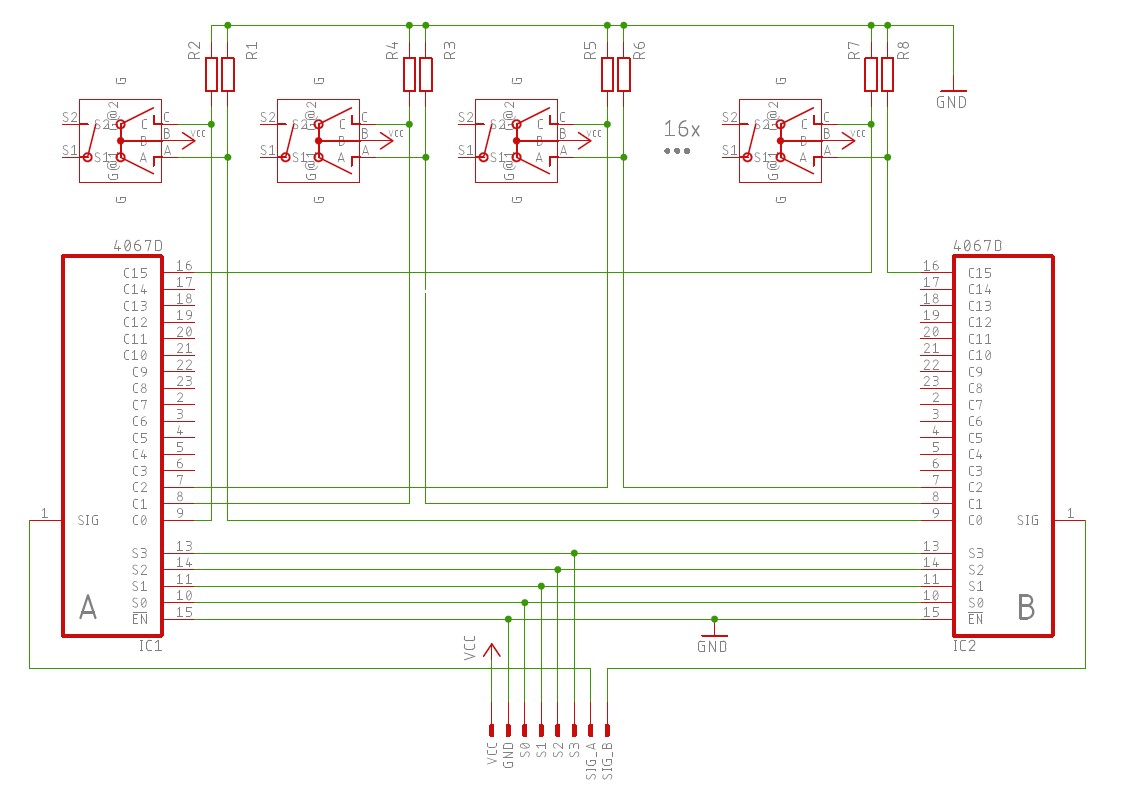 R2 R1 R4 R3 R5 R6 R7 R8
GND
G G G G
S2 S2 G@2 C C
B B VCC
S1 S1 G@1 A A
G
S2 S2 G@2 C C
B B VCC
S1 S1 G@1 A A
G
S2 S2 G@2 C C
B B VCC
S1 S1 G@1 A A
G
16x
...
S2 S2 G@2 C C
B B VCC
S1 S1 G@1 A A
G
4067D
C15 16
C14 17
C13 18
C12 19
C11 20
C10 21
C9 22
C8 23
C7 2
C6 3
C5 4
C4 5
C3 6
C2 7
C1 8
1 SIG C0 9
S3 13
S2 14
S1 11
A S0 10
EN 15
IC1
4067D
16 C15
17 C14
18 C13
19 C12
20 C11
21 C10
22 C9
23 C8
2 C7
3 C6
4 C5
5 C4
6 C3
7 C2
8 C1
9 C0 SIG 1
13 S3
14 S2
11 S1
10 S0 B
15 EN
IC2
VCC
GND
VCC GND S0 S1 S2 S3 SIG_A SIG_B